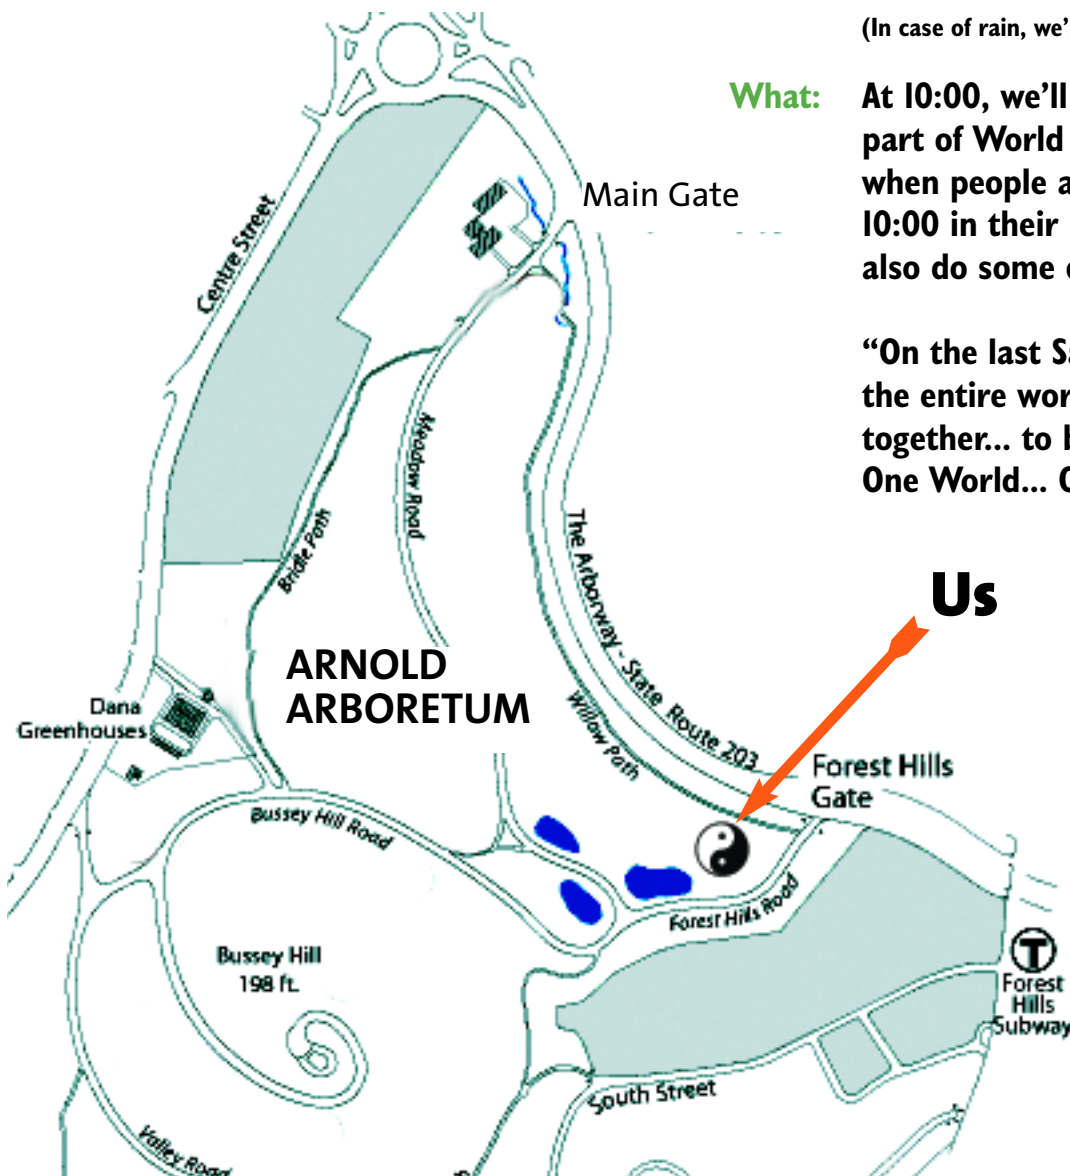 (In case of rain, we'
What:
At 10:00, we'll
part of World
when people a
10:00 in their
also do some
"On the last Sa
the entire wor
together... to b
One World... O
Main Gate
Centre Street
Meadow Road
Bridle Path
The Arborway - State Route 203
Us
ARNOLD
ARBORETUM
Dana
Greenhouses
Willow Path
Forest Hills
Gate
Bussey Hill Road
Forest Hills Road
Bussey Hill
198 ft.
T
Forest
Hills
Subway
South Street
Valley Road